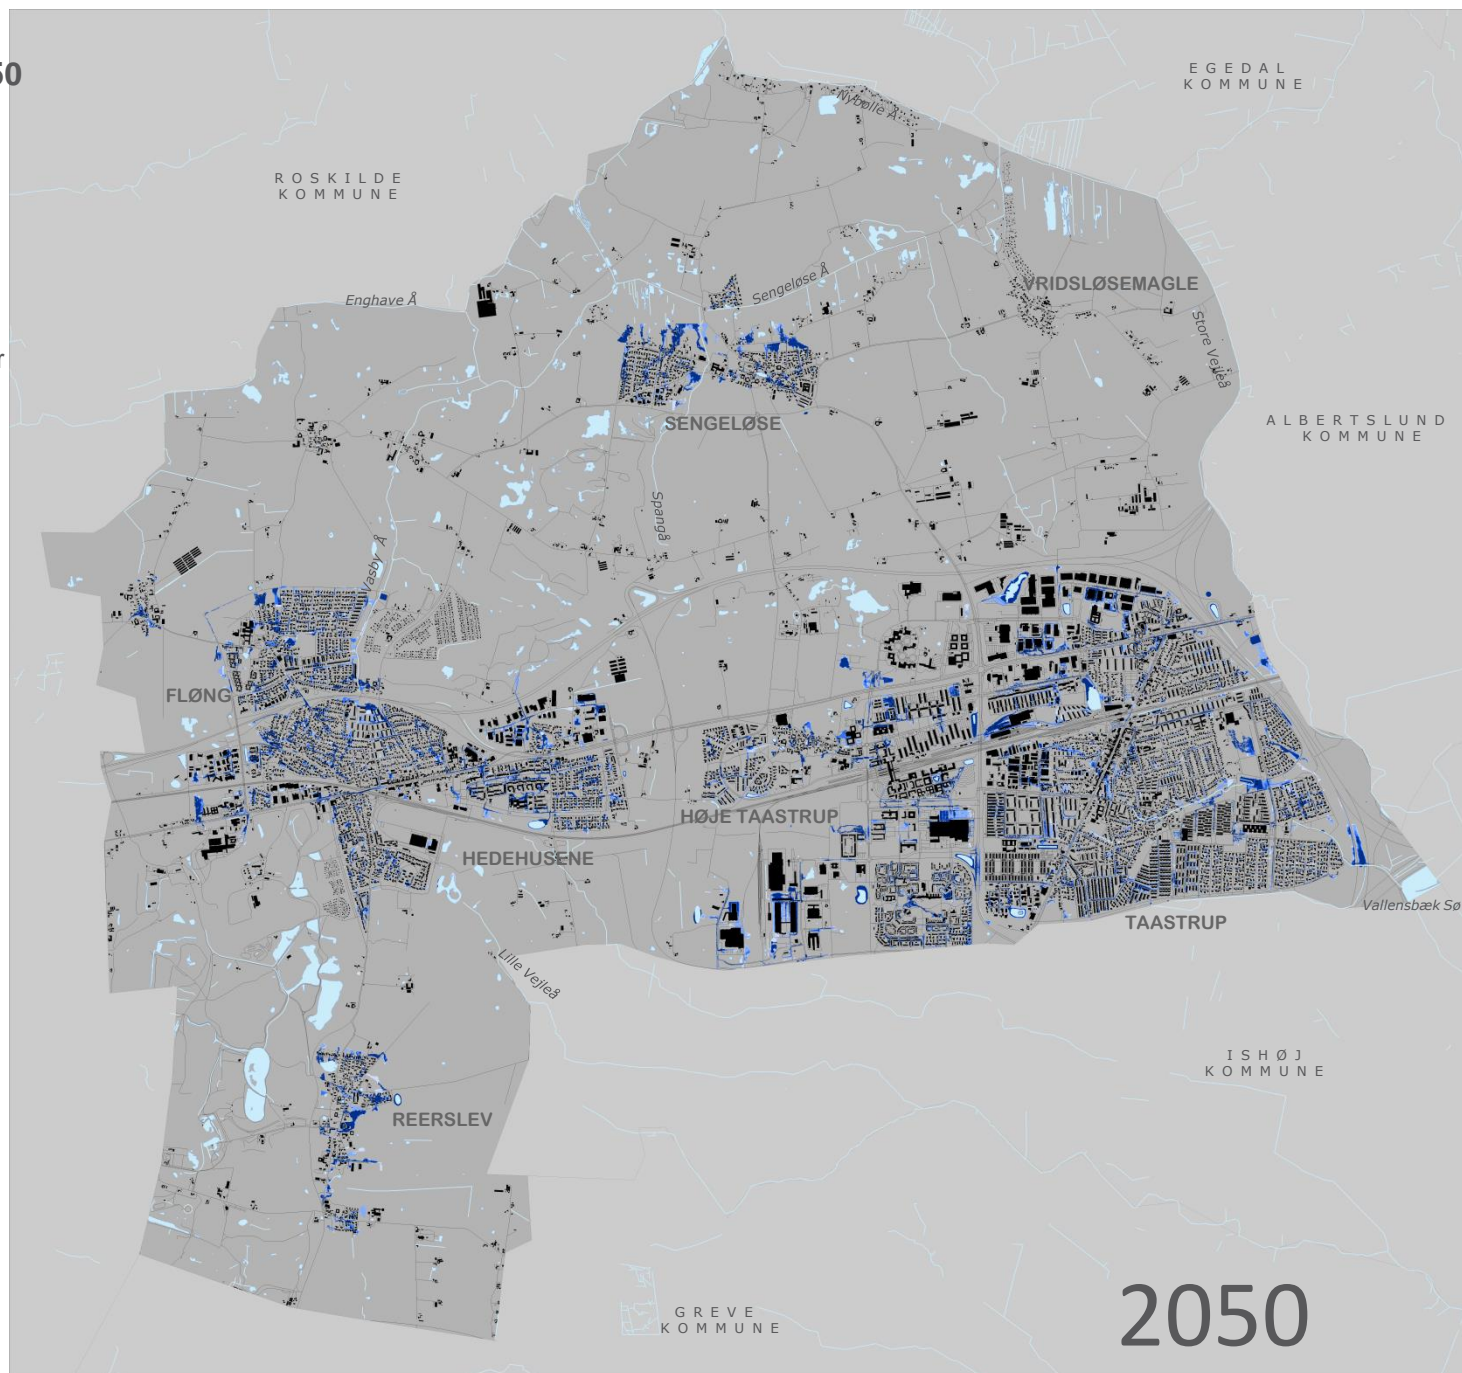 50
EGEDAL
KOMMUNE
Nybølle Å
ROSKILDE
KOMMUNE
Sengeløse Å
VRIDSLØSEMAGLE
Enghave Å
Store Vejleå
r
ALBERTSLUND
KOMMUNE
SENGELØSE
Spangå
Vasby Å
FLØNG
HØJE TAASTRUP
HEDEHUSENE
Vallensbæk Sø
TAASTRUP
Lille Vejleå
ISHØJ
KOMMUNE
REERSLEV
2050
GREVE
KOMMUNE